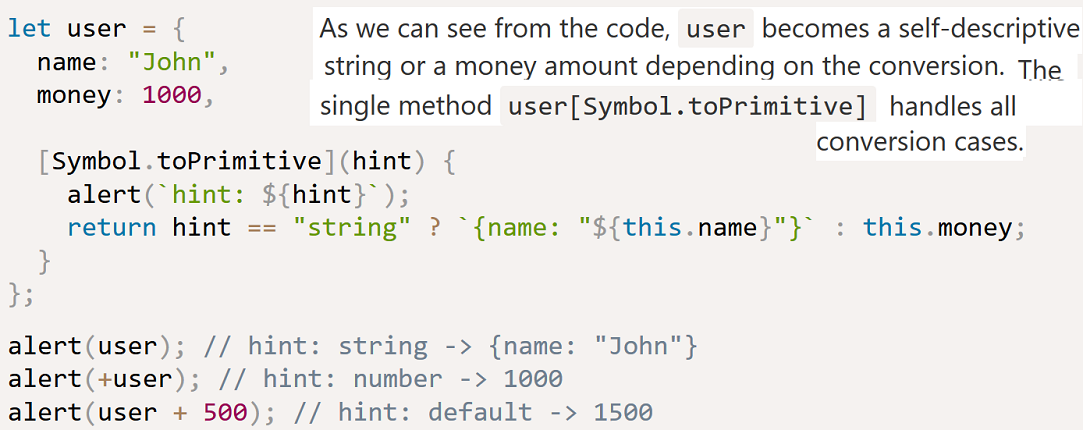 let user = {
name: "John",
money: 1000,
As we can see from the code, user becomes a self-descriptive
string or a money amount depending on the conversion. The
single method user[Symbol.toPrimitive] handles all
conversion cases.
[Symbol.toPrimitive](hint) {
alert(`hint: ${hint}`);
return hint == "string" ? `{name: "${this.name}"}` : this.money;
}
};
alert(user); // hint: string -> {name: "John"}
alert(+user); // hint: number -> 1000
alert(user + 500); // hint: default -> 1500